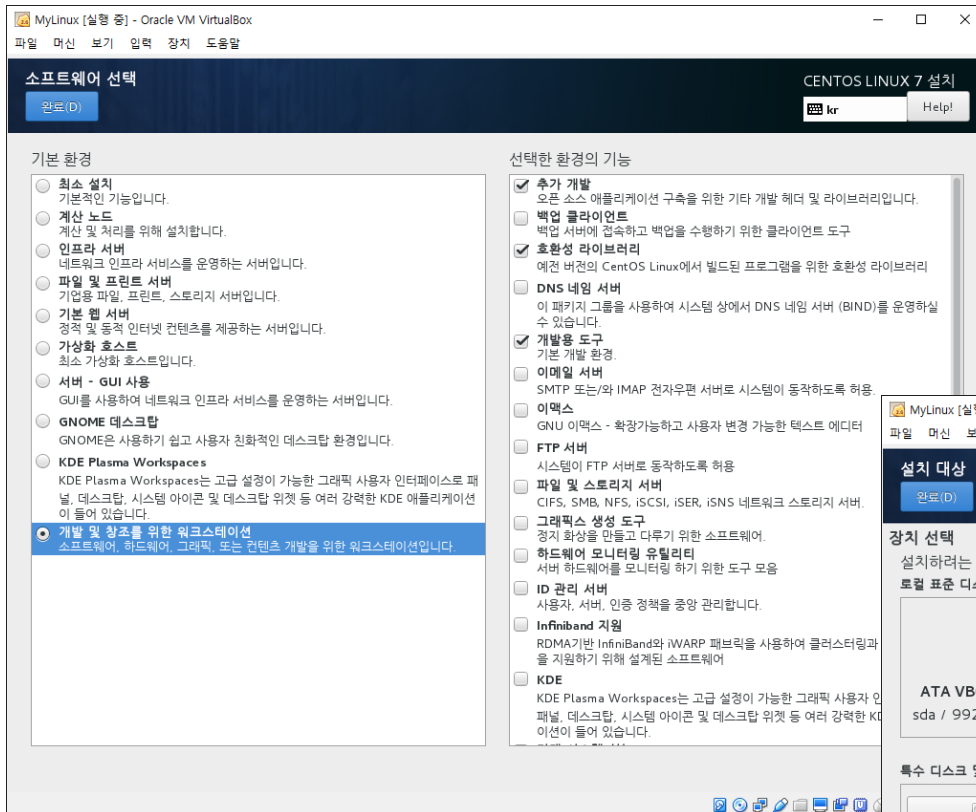 MyLinux [실행 중] - Oracle VM VirtualBox
파일 머신 보기 입력 장치 도움말
소프트웨어 선택
완료(D)
CENTOS LINUX 7 설치
kr
Help!
기본 환경
최소 설치
기본적인 기능입니다.
계산 노드
계산 및 처리를 위해 설치합니다.
인프라 서버
네트워크 인프라 서비스를 운영하는 서버입니다.
파일 및 프린트 서버
기업용 파일, 프린트, 스토리지 서버입니다.
기본 웹 서버
정적 및 동적 인터넷 컨텐츠를 제공하는 서버입니다.
가상화 호스트
최소 가상화 호스트입니다.
서버 - GUI 사용
GUI를 사용하여 네트워크 인프라 서비스를 운영하는 서버입니다.
GNOME 데스크탑
GNOME은 사용하기 쉽고 사용자 친화적인 데스크탑 환경입니다.
KDE Plasma Workspaces
KDE Plasma Workspaces는 고급 설정이 가능한 그래픽 사용자 인터페이스로 패
널, 데스크탑, 시스템 아이콘 및 데스크탑 위젯 등 여러 강력한 KDE 애플리케이션
이 들어 있습니다.
개발 및 창조를 위한 워크스테이션
소프트웨어, 하드웨어, 그래픽, 또는 컨텐츠 개발을 위한 워크스테이션입니다.
선택한 환경의 기능
추가 개발
오픈 소스 애플리케이션 구축을 위한 기타 개발 헤더 및 라이브러리입니다.
백업 클라이언트
백업 서버에 접속하고 백업을 수행하기 위한 클라이언트 도구
호환성 라이브러리
예전 버전의 CentOS Linux에서 빌드된 프로그램을 위한 호환성 라이브러리
DNS 네임 서버
이 패키지 그룹을 사용하여 시스템 상에서 DNS 네임 서버 (BIND)를 운영하실
수 있습니다.
개발용 도구
기본 개발 환경.
이메일 서버
SMTP 또는/와 IMAP 전자우편 서버로 시스템이 동작하도록 허용.
이맥스
GNU 이맥스 - 확장가능하고 사용자 변경 가능한 텍스트 에디터
FTP 서버
시스템이 FTP 서버로 동작하도록 허용
파일 및 스토리지 서버
CIFS, SMB, NFS, iSCSI, iSER, iSNS 네트워크 스토리지 서버.
그래픽스 생성 도구
정지 화상을 만들고 다루기 위한 소프트웨어.
하드웨어 모니터링 유틸리티
서버 하드웨어를 모니터링 하기 위한 도구 모음
ID 관리 서버
사용자, 서버, 인증 정책을 중앙 관리합니다.
Infiniband 지원
RDMA기반 InfiniBand와 iWARP 패브릭을 사용하여 클러스터링과
을 지원하기 위해 설계된 소프트웨어
KDE
KDE Plasma Workspaces는 고급 설정이 가능한 그래픽 사용자 인
패널, 데스크탑, 시스템 아이콘 및 데스크탑 위젯 등 여러 강력한 KD
이션이 들어 있습니다.
MyLinux [실행
파일 머신 보
설치 대상
완료(D)
장치 선택
설치하려는
로컬 표준 디스
ATA VB
sda / 992
특수 디스크 및